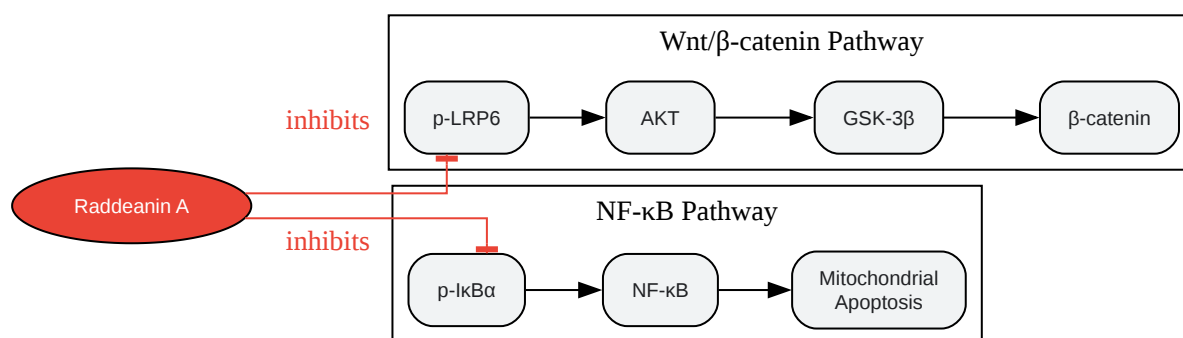 Wnt/β-catenin Pathway
p-LRP6
AKT
GSK-3β
β-catenin
inhibits
Raddeanin A
inhibits
NF-κB Pathway
p-IκBα
NF-κB
Mitochondrial
Apoptosis